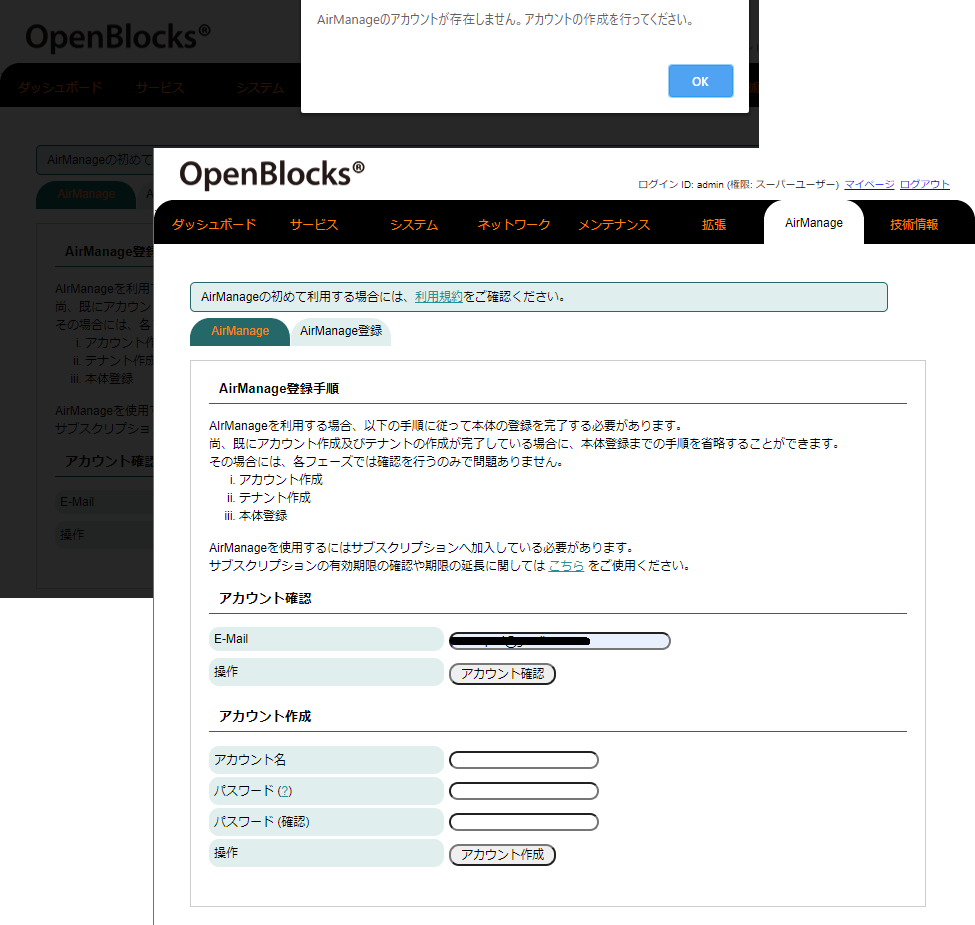 AirManageのアカウントが存在しません。アカウントの作成を行ってください。
OK
OpenBlocks®
ダッシュボード サービス システム
AirManageの初めて
AirManage
AirManage登録
AirManageを利用
尚、既にアカウン
その場合には、各
i. アカウント作
ii. テナント作成
iii. 本体登録
AirManageを使用
サブスクリプショ
アカウント確認
E-Mail
操作
OpenBlocks®
ログイン ID: admin (権限: スーパーユーザー) マイページ ログアウト
ダッシュボード サービス システム ネットワーク メンテナンス 拡張 AirManage 技術情報
AirManageの初めて利用する場合には、利用規約をご確認ください。
AirManage AirManage登録
AirManage登録手順
AirManageを利用する場合、以下の手順に従って本体の登録を完了する必要があります。
尚、既にアカウント作成及びテナントの作成が完了している場合に、本体登録までの手順を省略することができます。
その場合には、各フェーズでは確認を行うのみで問題ありません。
i. アカウント作成
ii. テナント作成
iii. 本体登録
AirManageを使用するにはサブスクリプションへ加入している必要があります。
サブスクリプションの有効期限の確認や期限の延長に関しては こちら をご使用ください。
アカウント確認
E-Mail
操作 アカウント確認
アカウント作成
アカウント名
パスワード (?)
パスワード (確認)
操作 アカウント作成